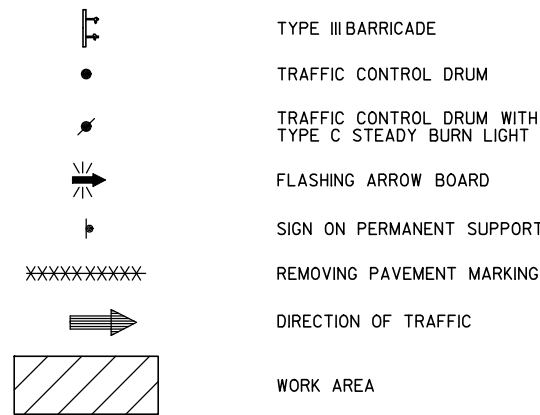 TYPE III BARRICADE
TRAFFIC CONTROL DRUM
TRAFFIC CONTROL DRUM WITH
TYPE C STEADY BURN LIGHT
FLASHING ARROW BOARD
SIGN ON PERMANENT SUPPORT
REMOVING PAVEMENT MARKING
DIRECTION OF TRAFFIC
WORK AREA